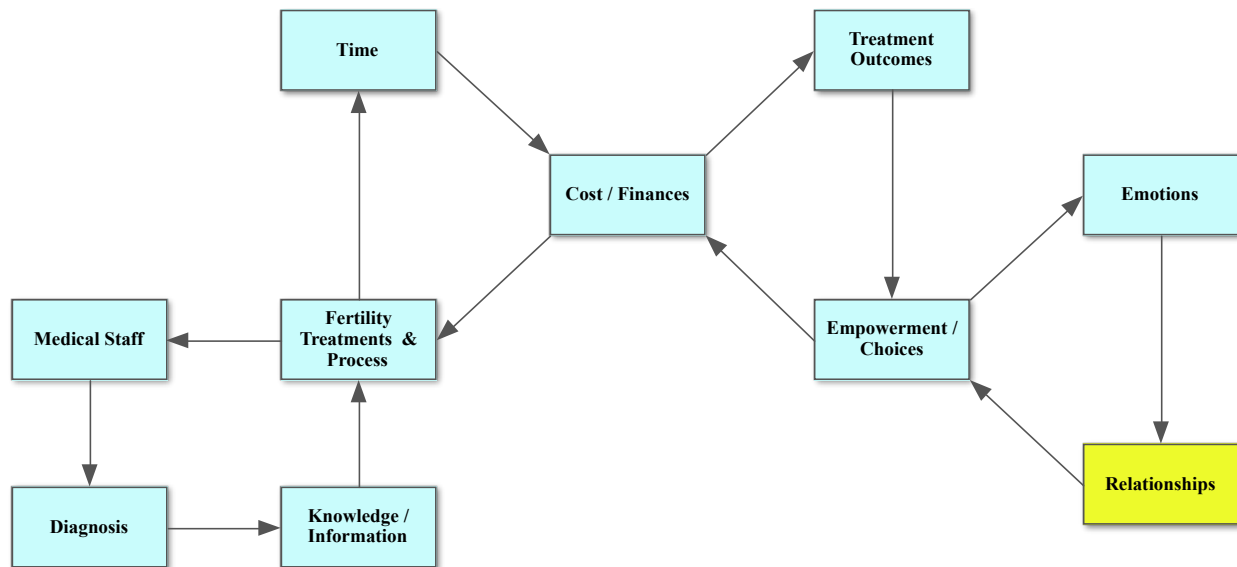 Time
Treatment
Outcomes
Cost / Finances
Emotions
Medical Staff
Fertility
Treatments &
Process
Empowerment /
Choices
Relationships
Diagnosis
Knowledge /
Information